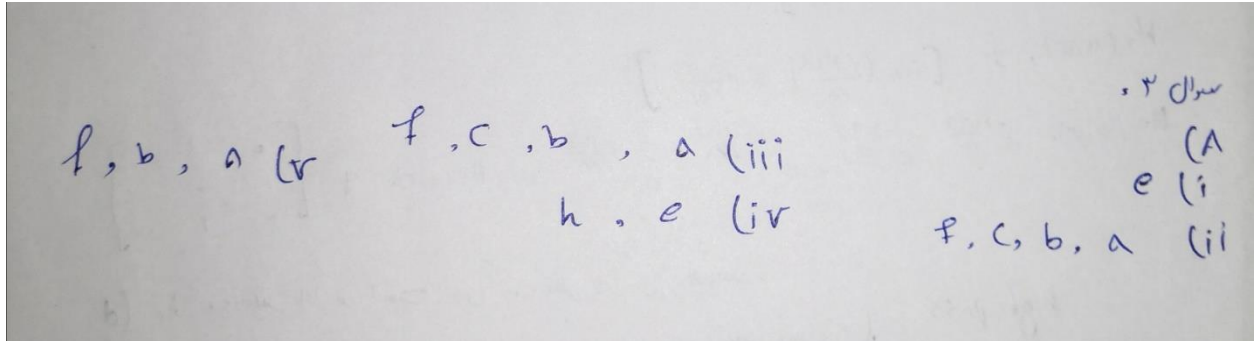 سوال ۳.
(A
(i e
(ii a, b, c, f
(iii a, b, c, f
(iv e, h
(v a, b, f